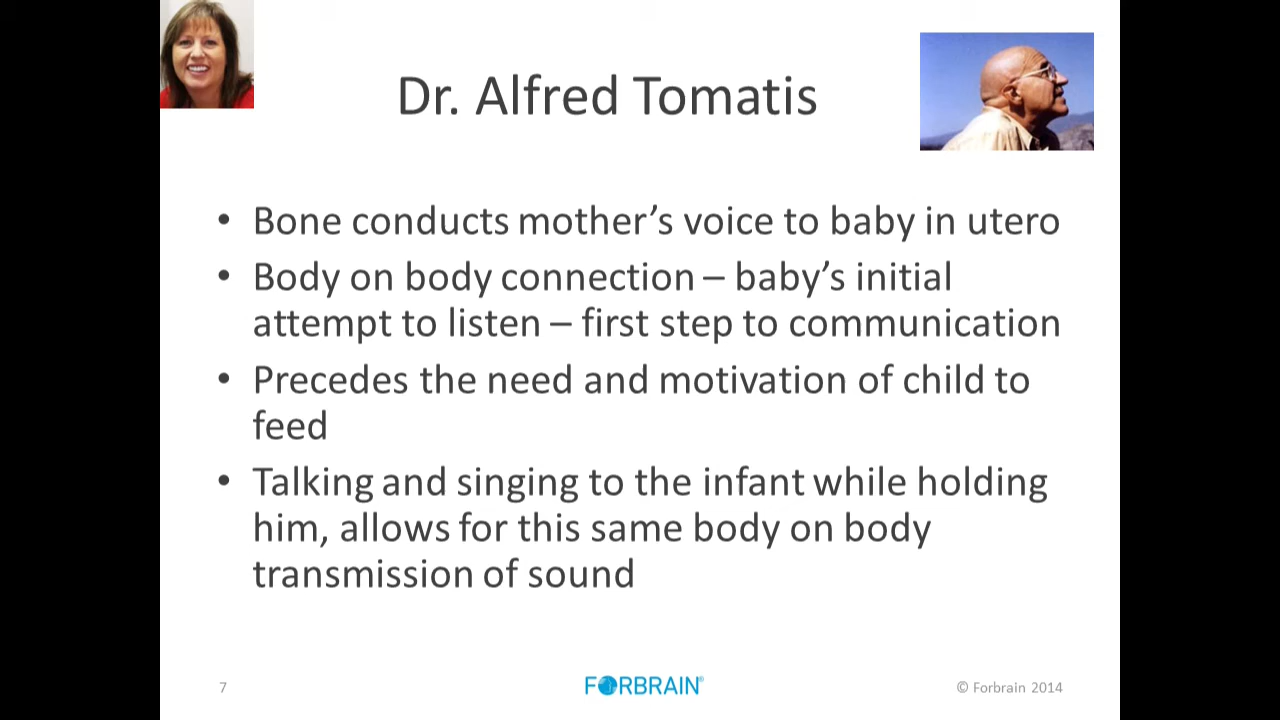 Dr. Alfred Tomatis
• Bone conducts mother’s voice to baby in utero
• Body on body connection – baby’s initial
attempt to listen – first step to communication
• Precedes the need and motivation of child to
feed
• Talking and singing to the infant while holding
him, allows for this same body on body
transmission of sound
7
FORBRAIN®
© Forbrain 2014